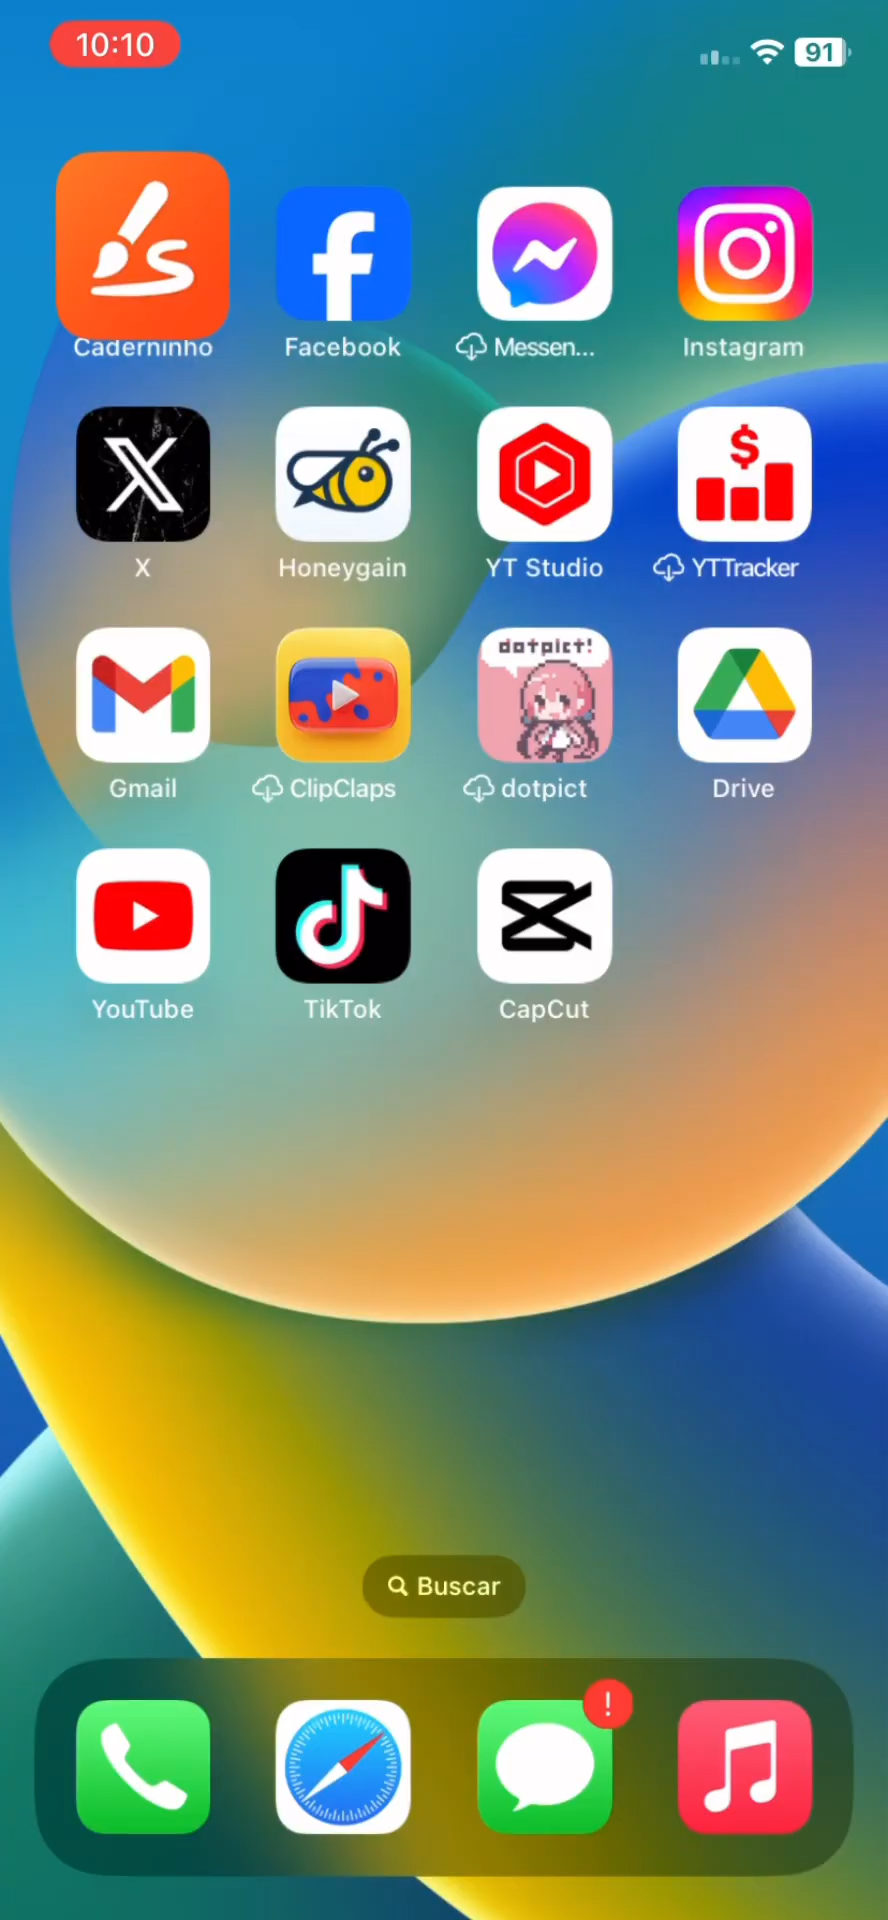 10:10
91
Caderninho
Facebook
Messen...
Instagram
X
Honeygain
YT Studio
$
YTTracker
dotpict!
Gmail
ClipClaps
dotpict
Drive
YouTube
TikTok
CapCut
Buscar
!